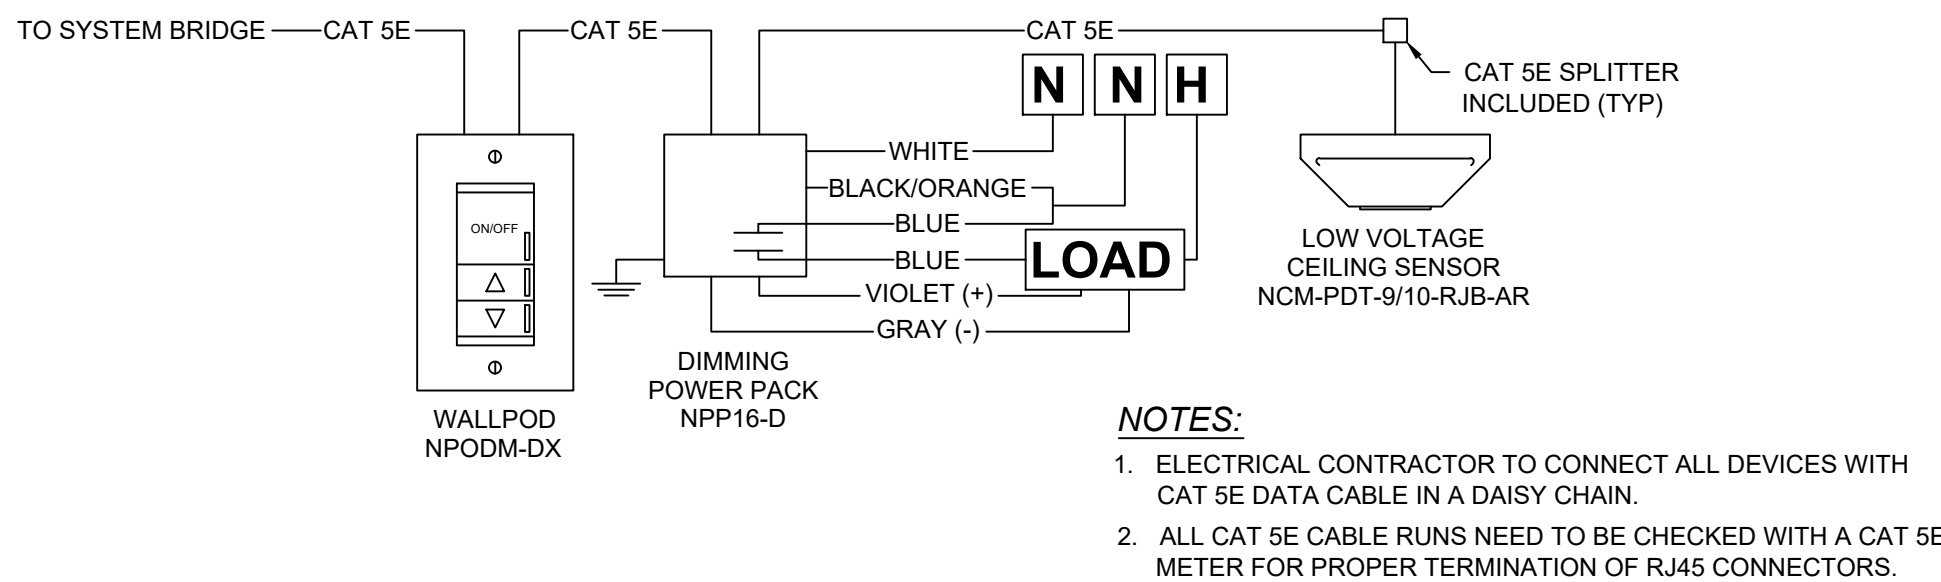 TO SYSTEM BRIDGE
CAT 5E
CAT 5E
CAT 5E
CAT 5E SPLITTER
INCLUDED (TYP)
N
N
H
WHITE
BLACK/ORANGE
BLUE
BLUE
LOAD
VIOLET (+)
GRAY (-)
ON/OFF
WALLPOD
NPODM-DX
DIMMING
POWER PACK
NPP16-D
LOW VOLTAGE
CEILING SENSOR
NCM-PDT-9/10-RJB-AR
NOTES:
1. ELECTRICAL CONTRACTOR TO CONNECT ALL DEVICES WITH
CAT 5E DATA CABLE IN A DAISY CHAIN.
2. ALL CAT 5E CABLE RUNS NEED TO BE CHECKED WITH A CAT 5E
METER FOR PROPER TERMINATION OF RJ45 CONNECTORS.